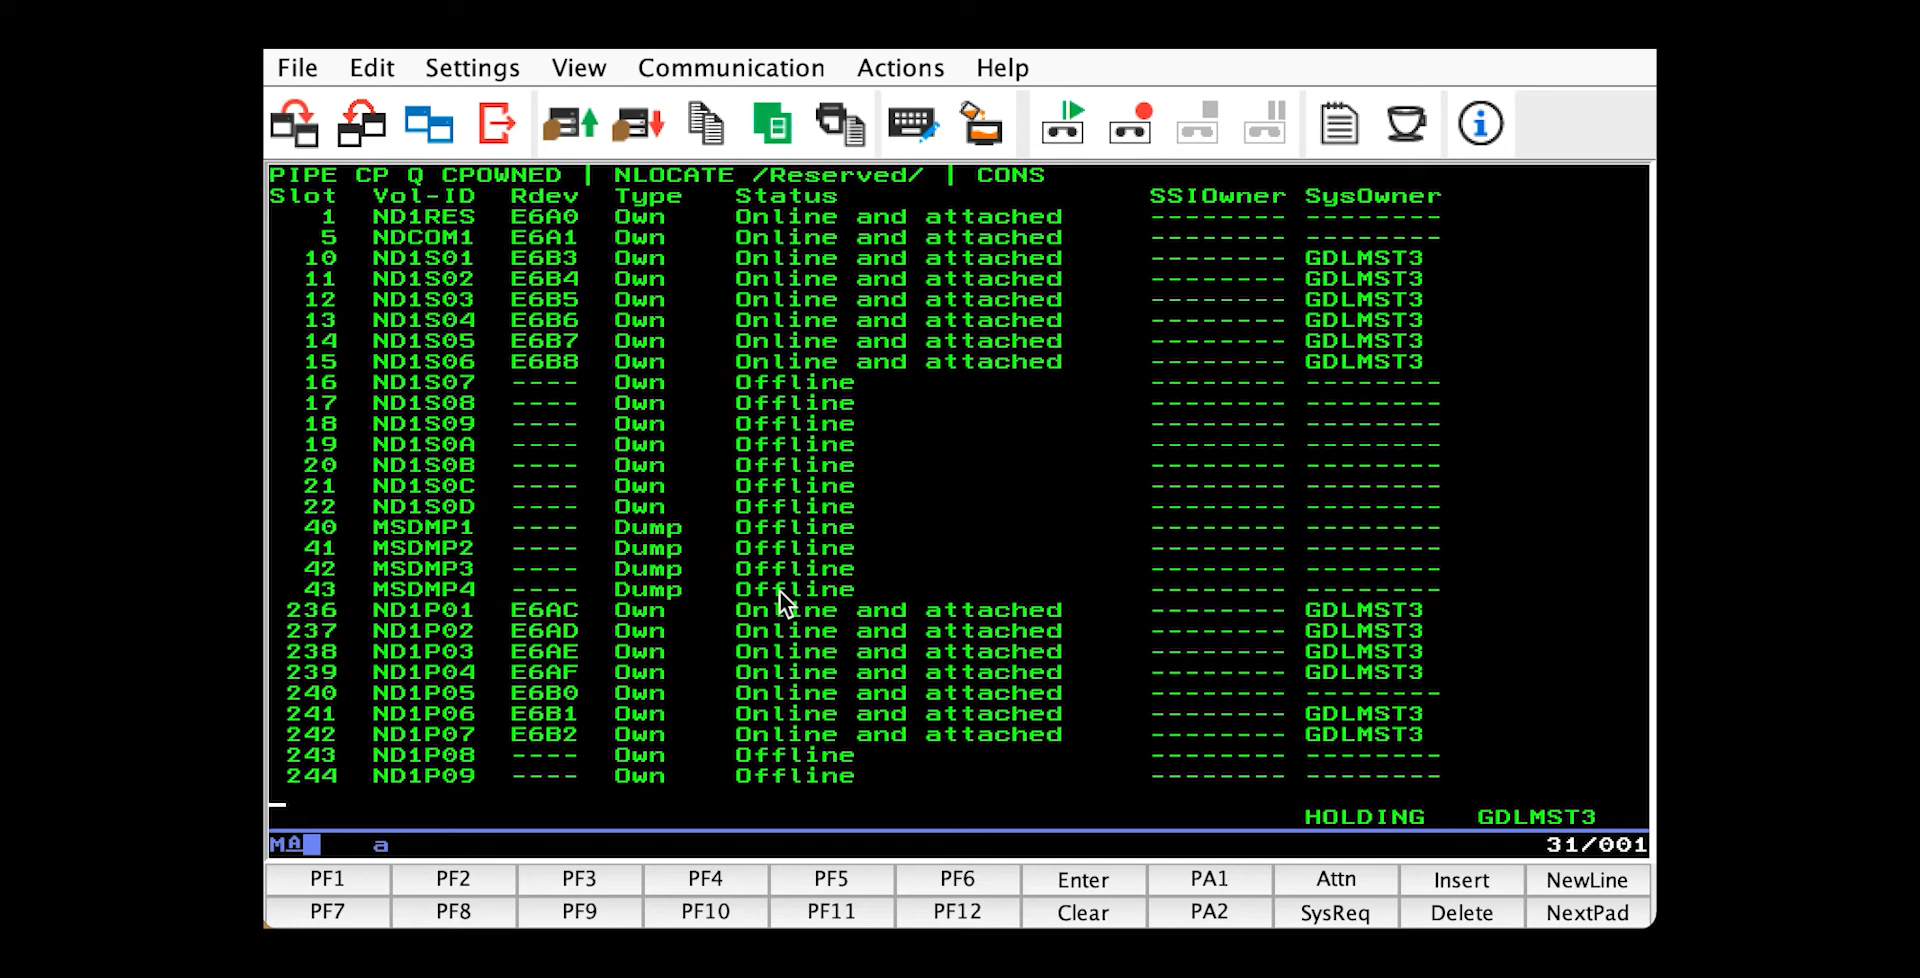 File Edit Settings View Communication Actions Help
PIPE CP Q CPOWNED | NLOCATE /Reserved/ | CONS
Slot Vol-ID Rdev Type Status SSIOwner SysOwner
1 ND1RES E6A0 Own Online and attached -------- --------
5 NDCOM1 E6A1 Own Online and attached -------- --------
10 ND1S01 E6B3 Own Online and attached -------- GDLMST3
11 ND1S02 E6B4 Own Online and attached -------- GDLMST3
12 ND1S03 E6B5 Own Online and attached -------- GDLMST3
13 ND1S04 E6B6 Own Online and attached -------- GDLMST3
14 ND1S05 E6B7 Own Online and attached -------- GDLMST3
15 ND1S06 E6B8 Own Online and attached -------- GDLMST3
16 ND1S07 ---- Own Offline -------- --------
17 ND1S08 ---- Own Offline -------- --------
18 ND1S09 ---- Own Offline -------- --------
19 ND1S0A ---- Own Offline -------- --------
20 ND1S0B ---- Own Offline -------- --------
21 ND1S0C ---- Own Offline -------- --------
22 ND1S0D ---- Own Offline -------- --------
40 MSDMP1 ---- Dump Offline -------- --------
41 MSDMP2 ---- Dump Offline -------- --------
42 MSDMP3 ---- Dump Offline -------- --------
43 MSDMP4 ---- Dump Offline -------- --------
236 ND1P01 E6AC Own Online and attached -------- GDLMST3
237 ND1P02 E6AD Own Online and attached -------- GDLMST3
238 ND1P03 E6AE Own Online and attached -------- GDLMST3
239 ND1P04 E6AF Own Online and attached -------- GDLMST3
240 ND1P05 E6B0 Own Online and attached -------- --------
241 ND1P06 E6B1 Own Online and attached -------- GDLMST3
242 ND1P07 E6B2 Own Online and attached -------- GDLMST3
243 ND1P08 ---- Own Offline -------- --------
244 ND1P09 ---- Own Offline -------- --------
HOLDING GDLMST3
MA a 31/001
PF1 PF2 PF3 PF4 PF5 PF6 Enter PA1 Attn Insert NewLine
PF7 PF8 PF9 PF10 PF11 PF12 Clear PA2 SysReq Delete NextPad